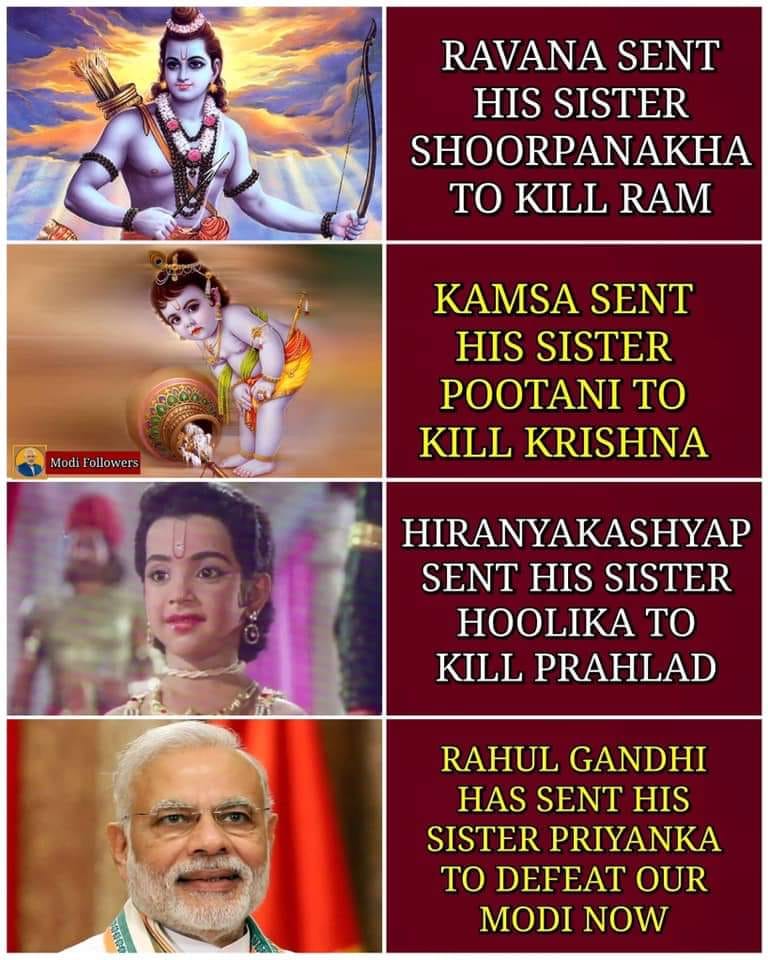 RAVANA SENT
HIS SISTER
SHOORPANAKHA
TO KILL RAM
KAMSA SENT
HIS SISTER
POOTANI TO
KILL KRISHNA
Modi Followers
HIRANYAKASHYAP
SENT HIS SISTER
HOOLIKA TO
KILL PRAHLAD
RAHUL GANDHI
HAS SENT HIS
SISTER PRIYANKA
TO DEFEAT OUR
MODI NOW